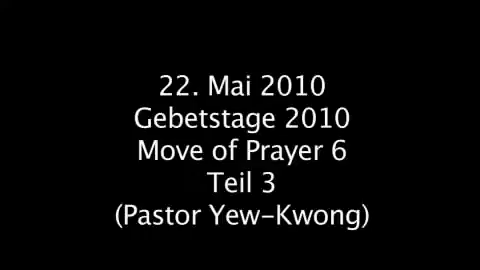 22. Mai 2010
Gebetstage 2010
Move of Prayer 6
Teil 3
(Pastor Yew-Kwong)